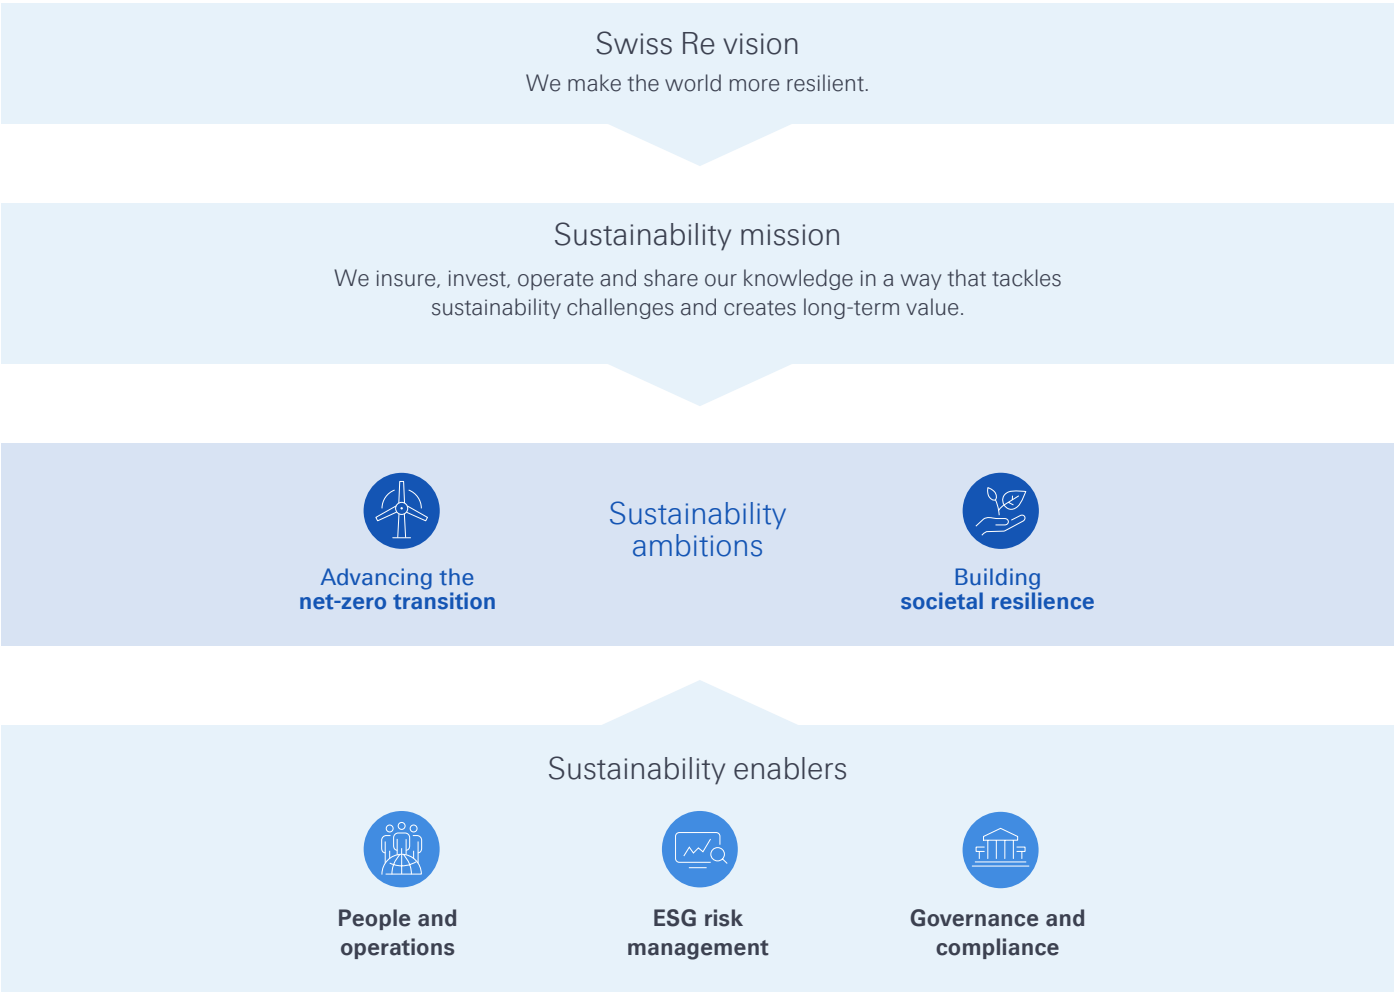 Swiss Re vision
We make the world more resilient.
Sustainability mission
We insure, invest, operate and share our knowledge in a way that tackles
sustainability challenges and creates long-term value.
Sustainability
ambitions
Advancing the
net-zero transition
Building
societal resilience
Sustainability enablers
People and
operations
ESG risk
management
Governance and
compliance